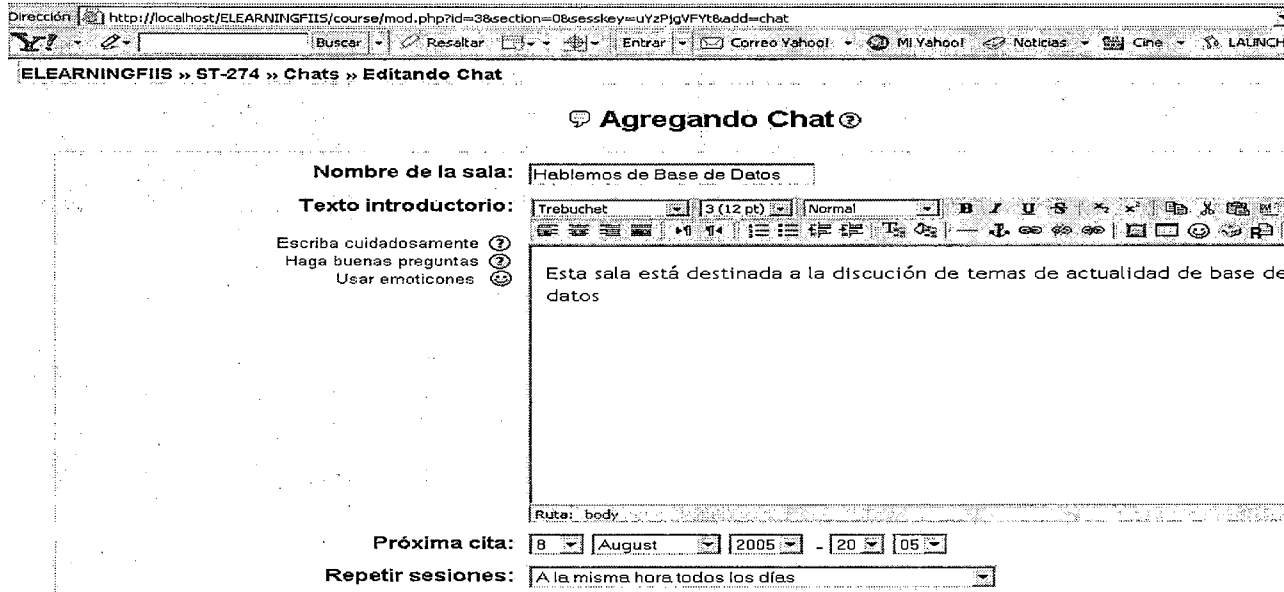 Dirección http://localhost/ELEARNINGFIIS/course/mod.php?id=3&section=0&sesskey=uYzPjgVFYt&add=chat
Y! Buscar Resaltar Entrar Correo Yahoo! Mi Yahoo! Noticias Cine LAUNCH
ELEARNINGFIIS » ST-274 » Chats » Editando Chat
Agregando Chat
Nombre de la sala: Hablemos de Base de Datos
Texto introductorio: Trebuchet 3 (12 pt) Normal B I U S
Escriba cuidadosamente
Haga buenas preguntas
Usar emoticones
Esta sala está destinada a la discución de temas de actualidad de base de
datos
Ruta: body
Próxima cita: 8 August 2005 - 20 05
Repetir sesiones: A la misma hora todos los días